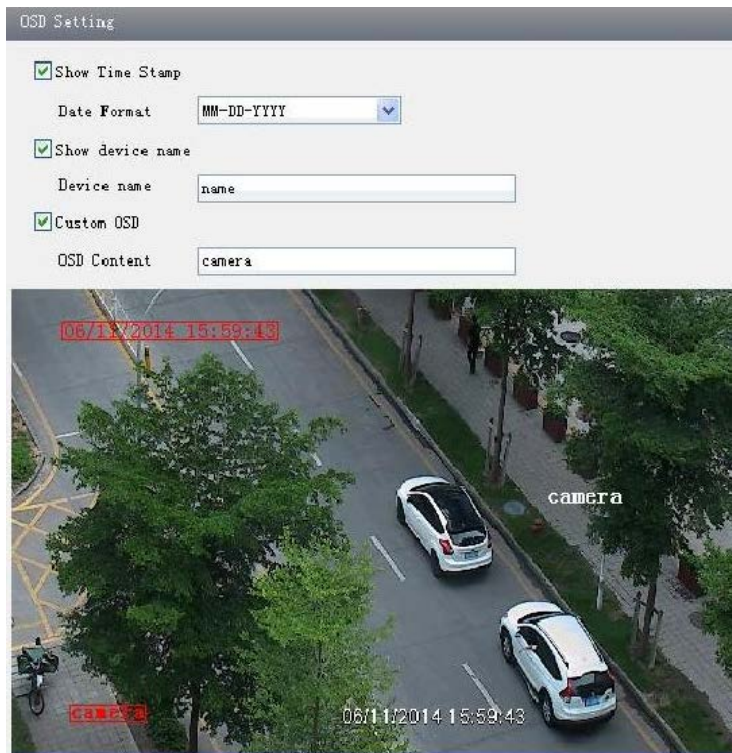 OSD Setting
Show Time Stamp
Date Format MM-DD-YYYY
Show device name
Device name name
Custom OSD
OSD Content camera
06/11/2014 15:59:43
camera
camera
06/11/2014 15:59:43